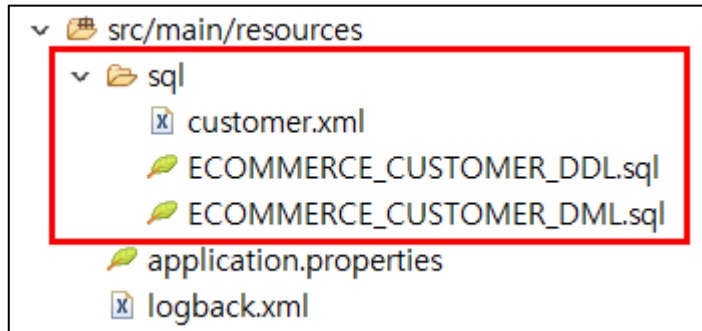 src/main/resources
sql
customer.xml
ECOMMERCE_CUSTOMER_DDL.sql
ECOMMERCE_CUSTOMER_DML.sql
application.properties
logback.xml